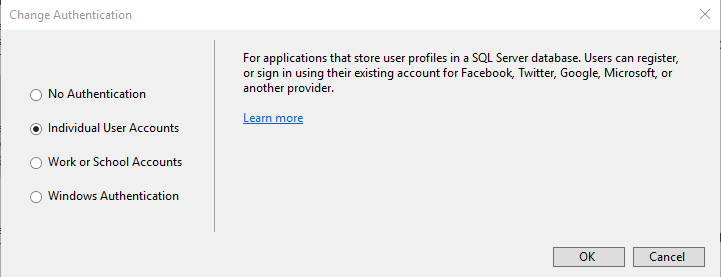 Change Authentication
No Authentication
Individual User Accounts
Work or School Accounts
Windows Authentication
For applications that store user profiles in a SQL Server database. Users can register,
or sign in using their existing account for Facebook, Twitter, Google, Microsoft, or
another provider.
Learn more
OK
Cancel